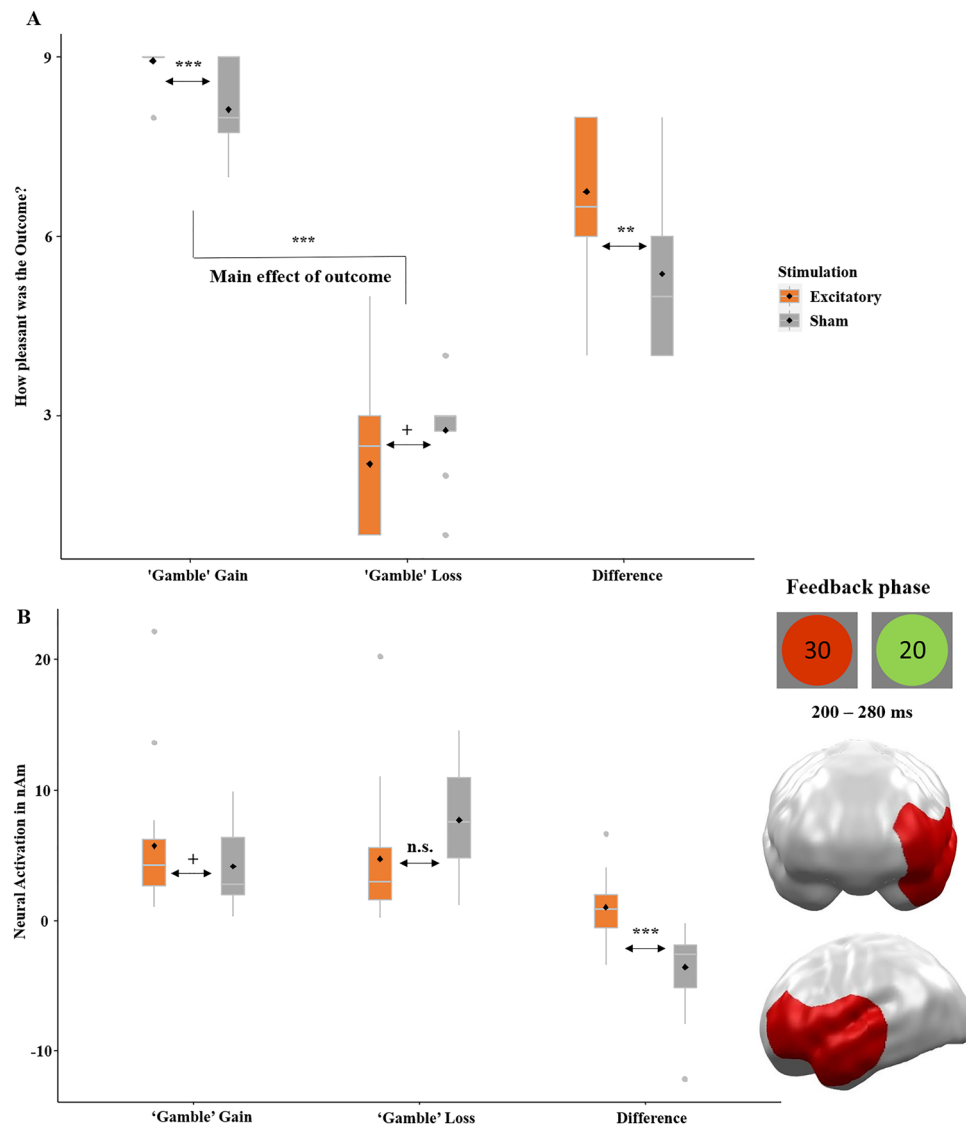 A
How pleasant was the Outcome?
9
6
3
***
***
Main effect of outcome
+
**
'Gamble' Gain
'Gamble' Loss
Difference
Stimulation
Excitatory
Sham
B
Neural Activation in nAm
20
10
0
-10
+
n.s.
***
‘Gamble’ Gain
‘Gamble’ Loss
Difference
Feedback phase
30 20
200 – 280 ms